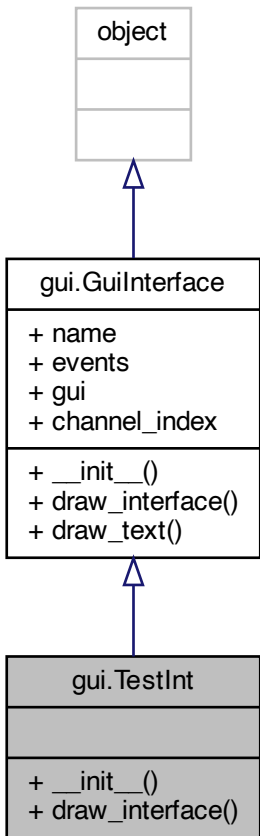 object
gui.GuiInterface
+ name
+ events
+ gui
+ channel_index
+ __init__()
+ draw_interface()
+ draw_text()
gui.TestInt
+ __init__()
+ draw_interface()